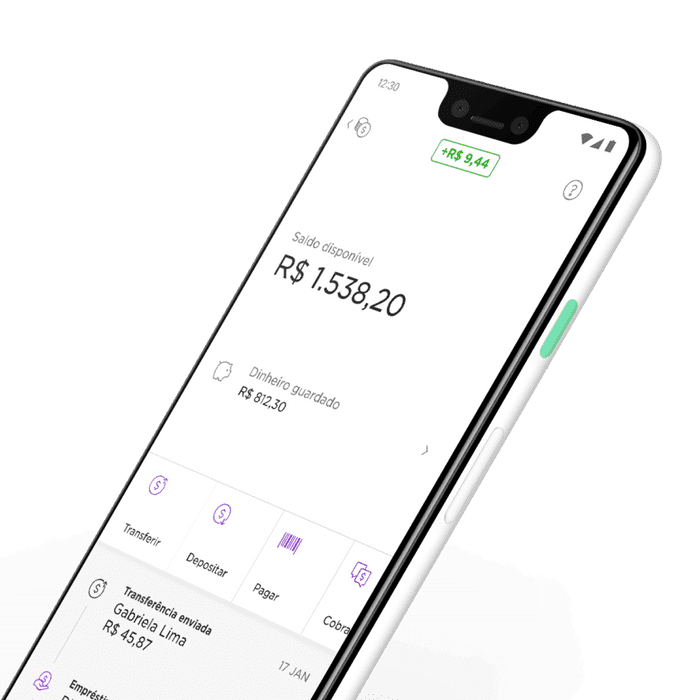 12:30
+R$ 9,44
?
Saldo disponível
R$ 1.538,20
Dinheiro guardado
R$ 812,30
Transferir
Depositar
Pagar
Cobra
Transferência enviada
17 JAN
Gabriela Lima
R$ 45,87
Emprésti